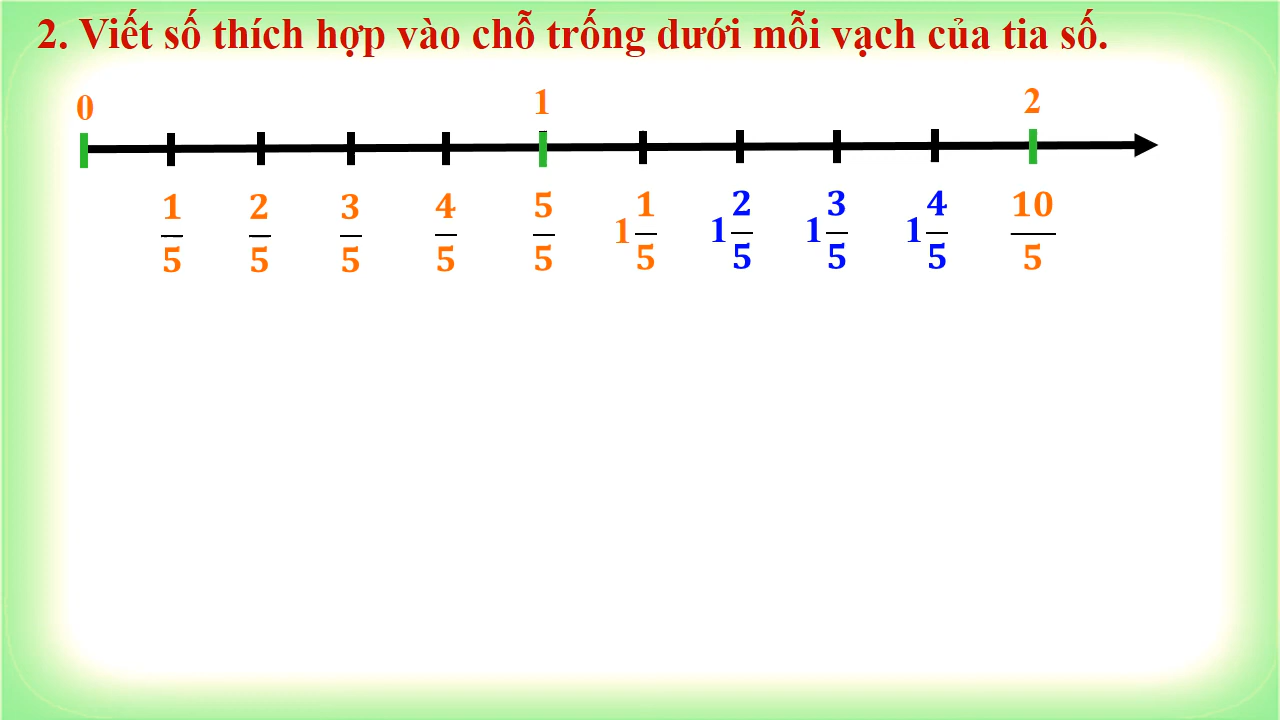 2. Viết số thích hợp vào chỗ trống dưới mỗi vạch của tia số.
0 1 2
1/5 2/5 3/5 4/5 5/5 1 1/5 1 2/5 1 3/5 1 4/5 10/5